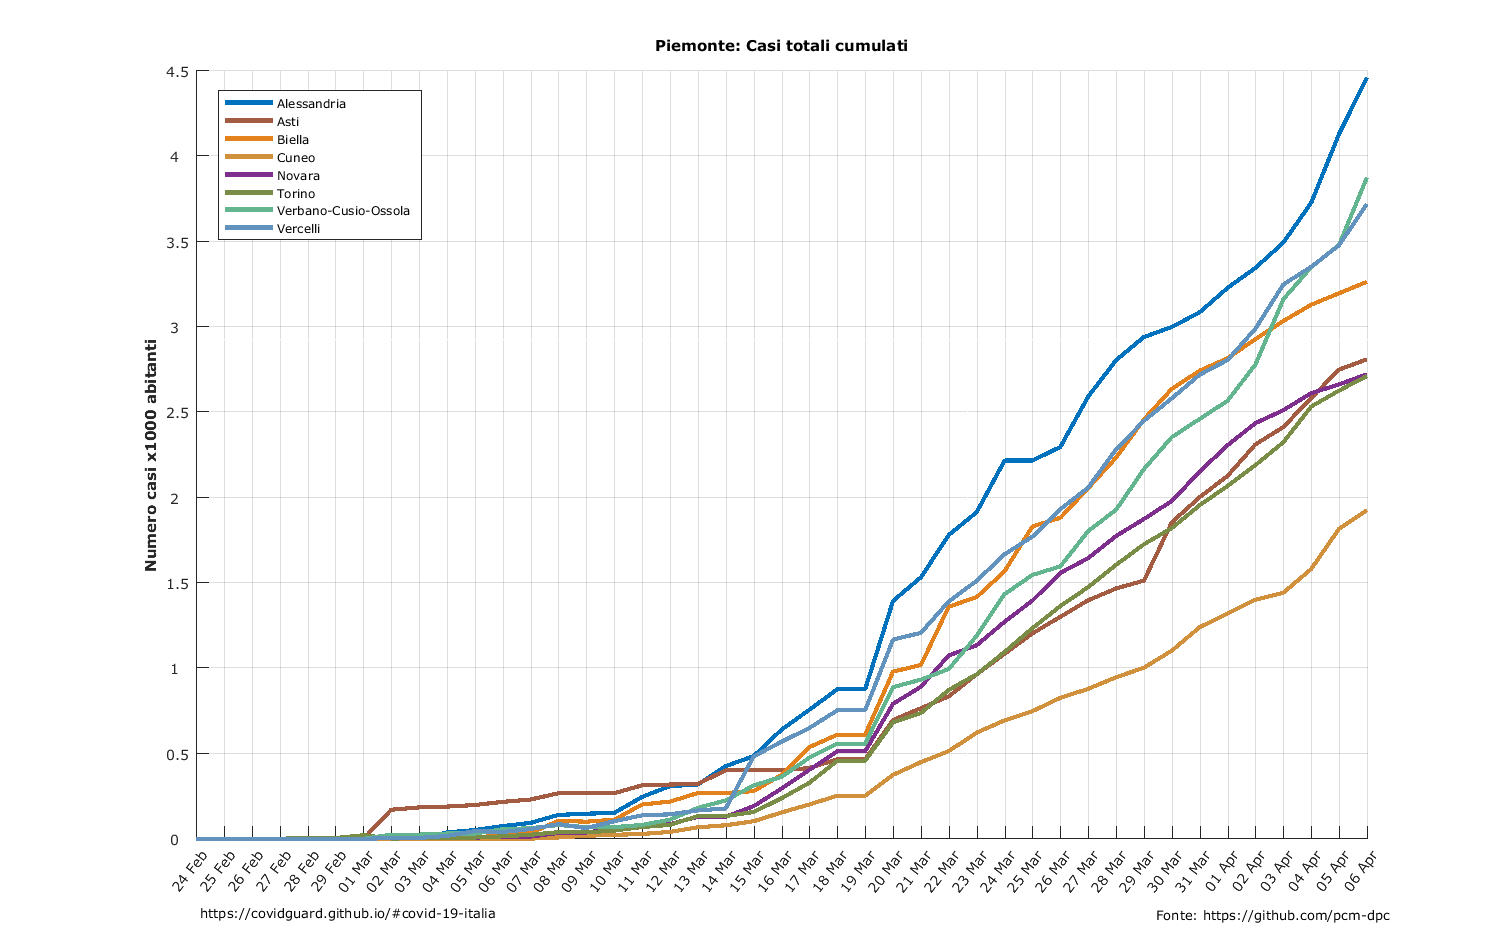 Piemonte: Casi totali cumulati
Numero casi x1000 abitanti
4.5
4
3.5
3
2.5
2
1.5
1
0.5
0
Alessandria
Asti
Biella
Cuneo
Novara
Torino
Verbano-Cusio-Ossola
Vercelli
24 Feb
25 Feb
26 Feb
27 Feb
28 Feb
29 Feb
01 Mar
02 Mar
03 Mar
04 Mar
05 Mar
06 Mar
07 Mar
08 Mar
09 Mar
10 Mar
11 Mar
12 Mar
13 Mar
14 Mar
15 Mar
16 Mar
17 Mar
18 Mar
19 Mar
20 Mar
21 Mar
22 Mar
23 Mar
24 Mar
25 Mar
26 Mar
27 Mar
28 Mar
29 Mar
30 Mar
31 Mar
01 Apr
02 Apr
03 Apr
04 Apr
05 Apr
06 Apr
https://covidguard.github.io/#covid-19-italia
Fonte: https://github.com/pcm-dpc